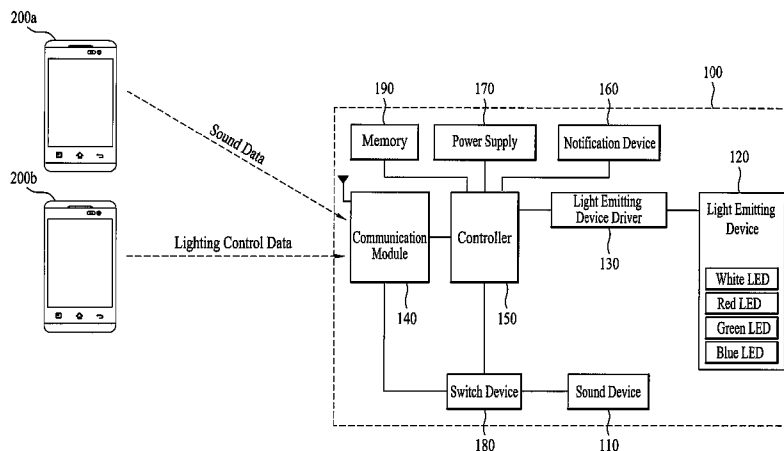 200a
200b
Sound Data
Lighting Control Data
100
190
170
160
Memory
Power Supply
Notification Device
120
Communication
Module
140
Controller
150
Light Emitting
Device Driver
130
Light Emitting
Device
White LED
Red LED
Green LED
Blue LED
Switch Device
180
Sound Device
110